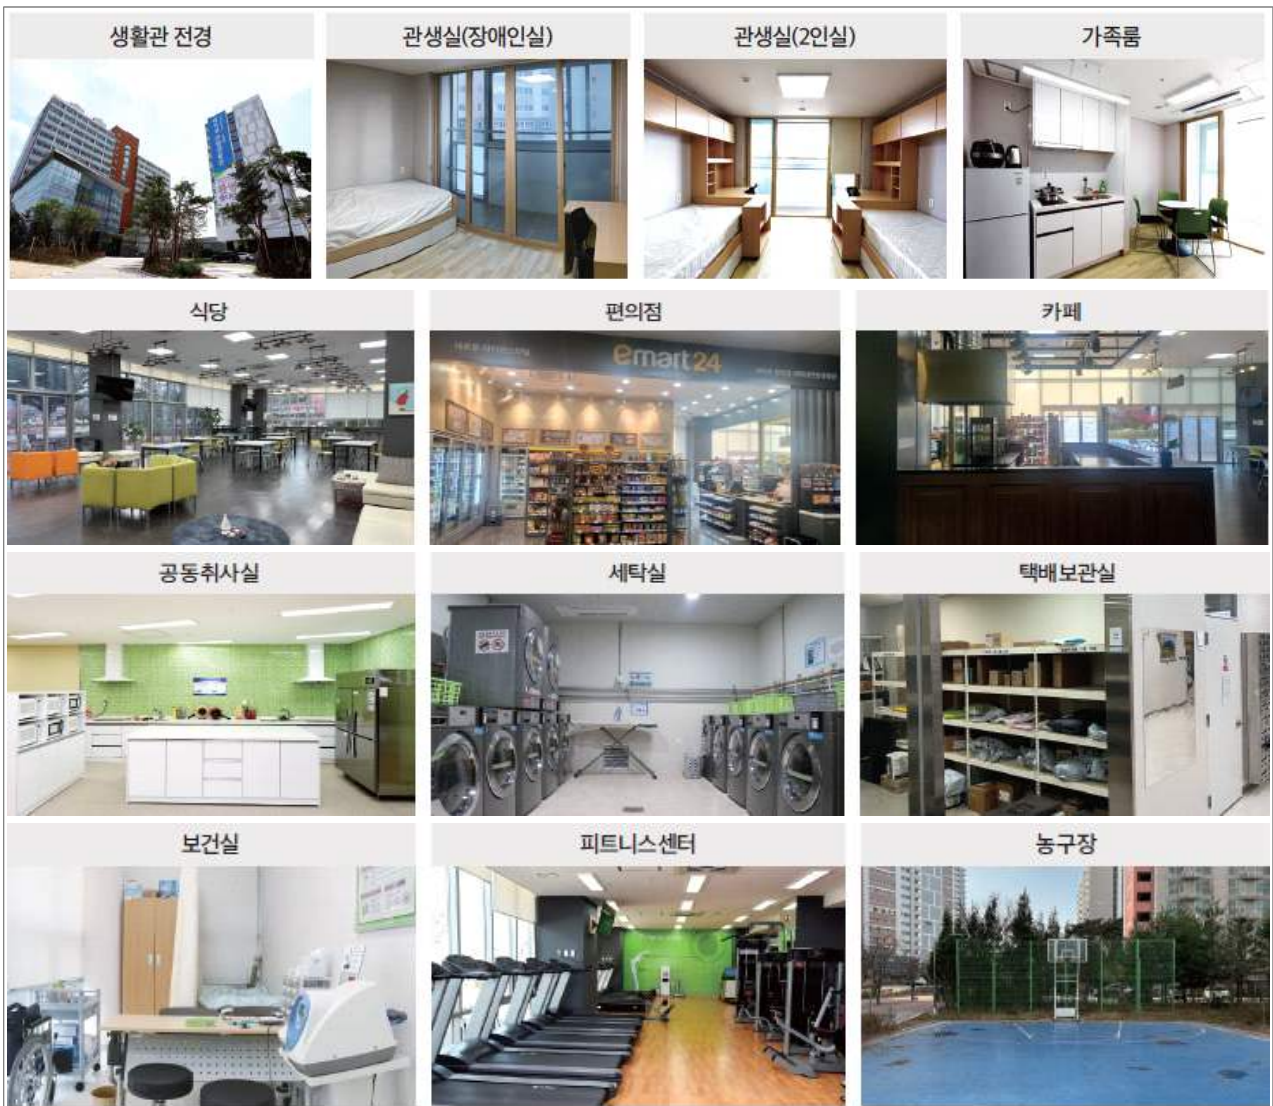 생활관 전경
관생실(장애인실)
관생실(2인실)
가족룸
식당
편의점
카페
emart24
공동취사실
세탁실
택배보관실
보건실
피트니스센터
농구장